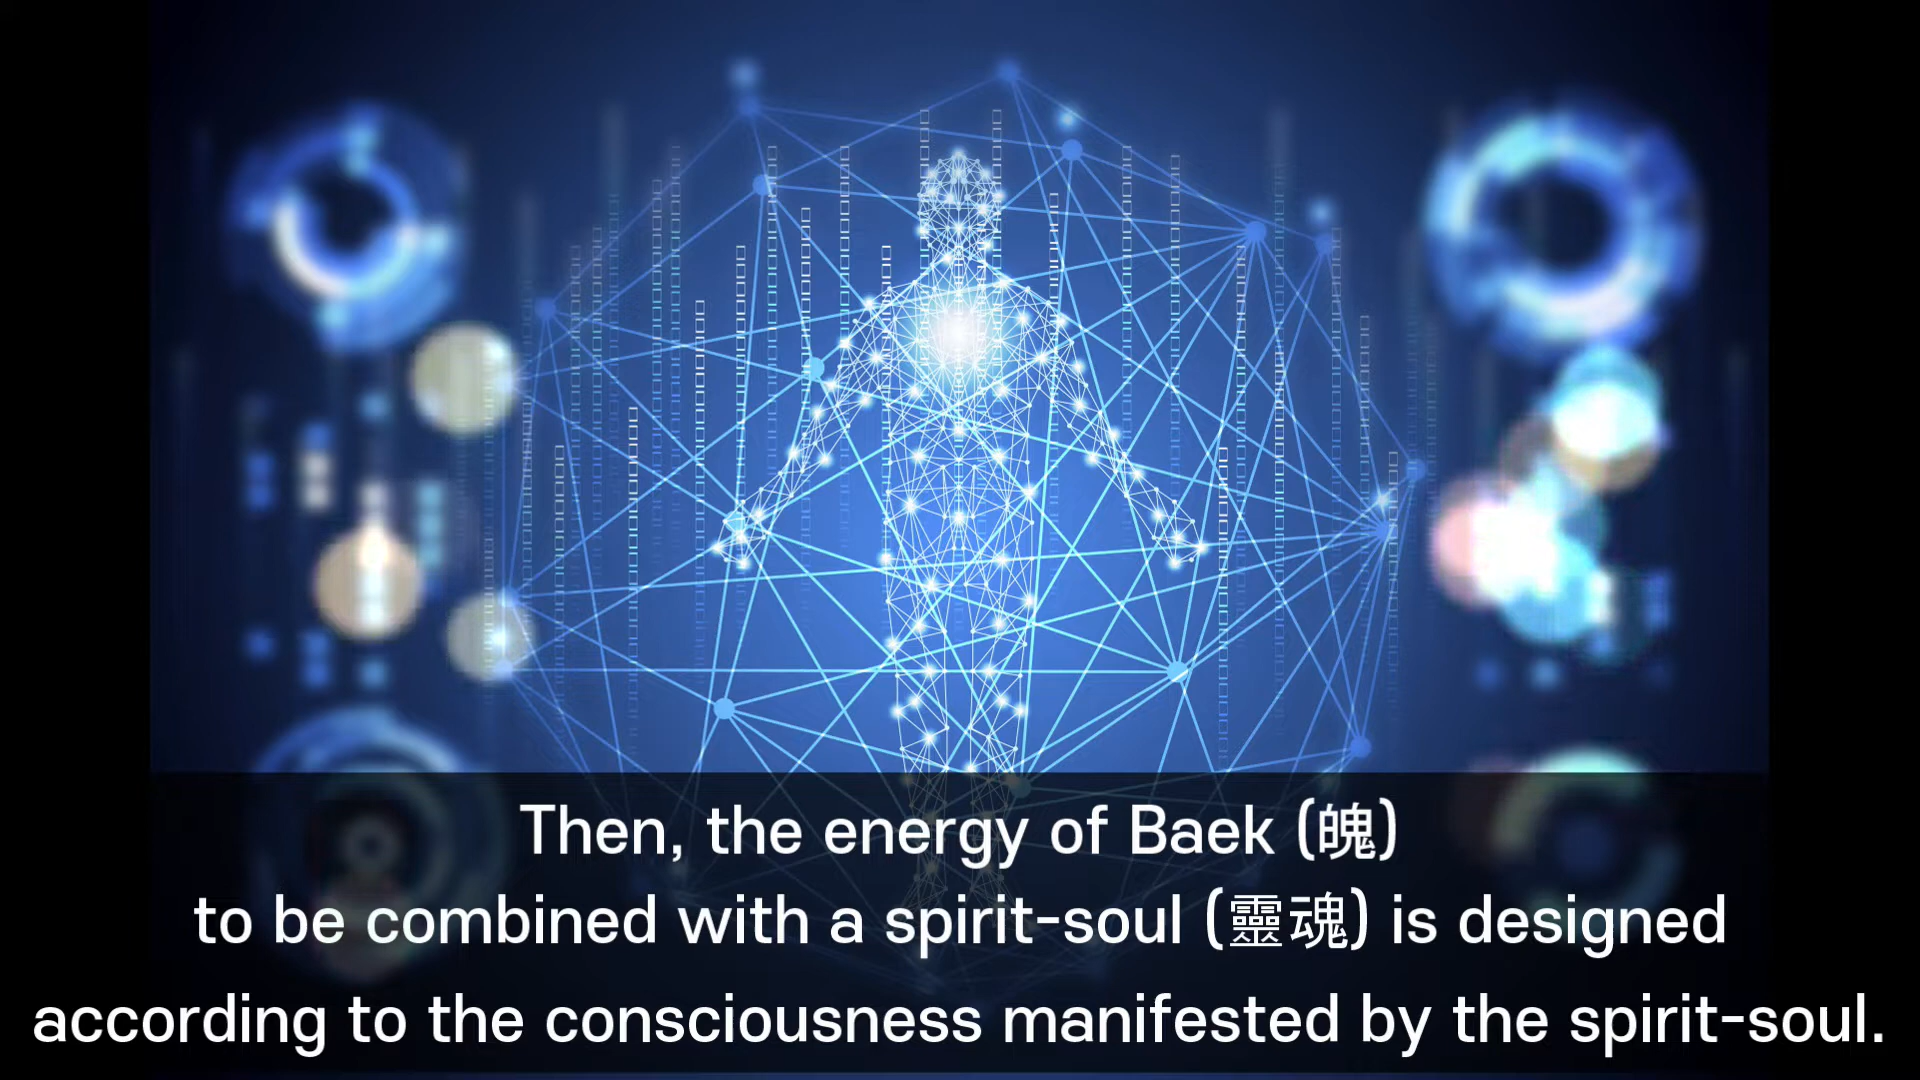 Then, the energy of Baek (魄)
to be combined with a spirit-soul (靈魂) is designed
according to the consciousness manifested by the spirit-soul.